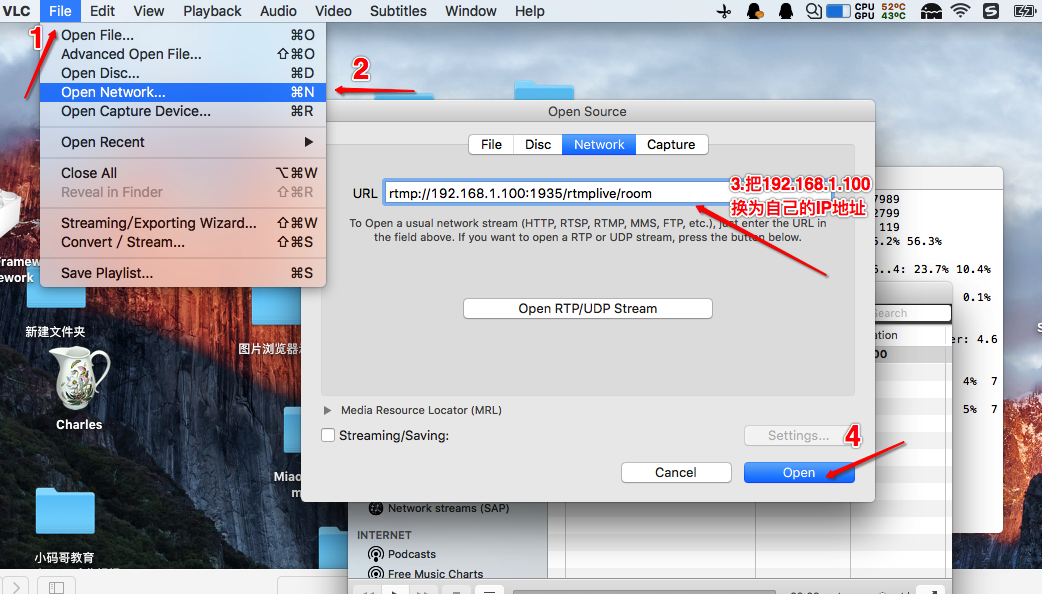 VLC File Edit View Playback Audio Video Subtitles Window Help
CPU 52°C
GPU 43°C
1
Open File... ⌘O
Advanced Open File... ⇧⌘O
Open Disc... ⌘D
Open Network... ⌘N
Open Capture Device... ⌘R
Open Recent
Close All ⌥⌘W
Reveal in Finder ⇧⌘R
Streaming/Exporting Wizard... ⇧⌘W
Convert / Stream... ⇧⌘S
Save Playlist... ⌘S
2
Open Source
File Disc Network Capture
URL rtmp://192.168.1.100:1935/rtmplive/room
3.把192.168.1.100
换为自己的IP地址
To Open a usual network stream (HTTP, RTSP, RTMP, MMS, FTP, etc.), just enter the URL in
the field above. If you want to open a RTP or UDP stream, press the button below.
Open RTP/UDP Stream
Media Resource Locator (MRL)
Streaming/Saving:
Settings...
4
Cancel Open
7989
2799
119
5.2% 56.3%
..4: 23.7% 10.4%
0.1%
Search
ation
er: 4.6
00
4% 7
5% 7
Framew
ework
新建文件夹
图片浏览器
Charles
Miao
m
小码哥教育
Network streams (SAP)
INTERNET
Podcasts
Free Music Charts